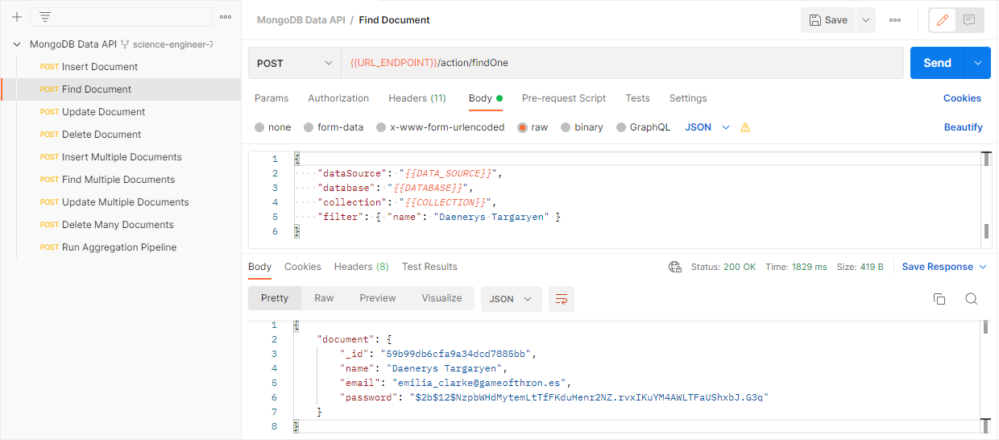 MongoDB Data API science-engineer-7
POST Insert Document
POST Find Document
POST Update Document
POST Delete Document
POST Insert Multiple Documents
POST Find Multiple Documents
POST Update Multiple Documents
POST Delete Many Documents
POST Run Aggregation Pipeline
MongoDB Data API / Find Document
Save
POST {{URL_ENDPOINT}}/action/findOne
Send
Params Authorization Headers (11) Body Pre-request Script Tests Settings Cookies
none form-data x-www-form-urlencoded raw binary GraphQL JSON Beautify
1 {
2 "dataSource": "{{DATA_SOURCE}}",
3 "database": "{{DATABASE}}",
4 "collection": "{{COLLECTION}}",
5 "filter": { "name": "Daenerys Targaryen" }
6 }
Body Cookies Headers (8) Test Results Status: 200 OK Time: 1829 ms Size: 419 B Save Response
Pretty Raw Preview Visualize JSON
1 {
2 "document": {
3 "_id": "59b99db6cfa9a34dcd7885bb",
4 "name": "Daenerys Targaryen",
5 "email": "emilia_clarke@gameofthron.es",
6 "password": "$2b$12$NzpbWHdMytemLtTfFKduHenr2NZ.rvxIKuYM4AWLTFaUShxbJ.G3q"
7 }
8 }